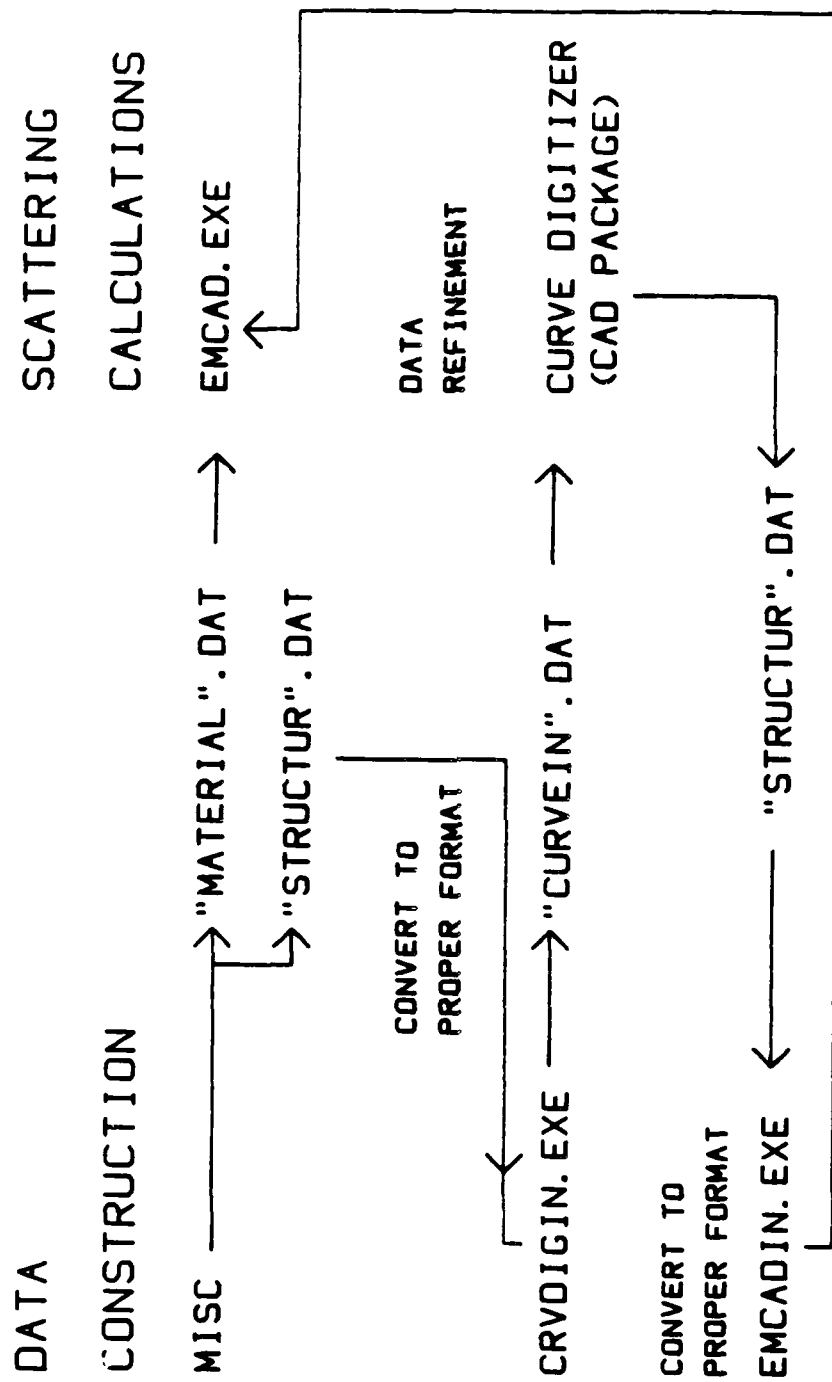 DATA
CONSTRUCTION
SCATTERING
CALCULATIONS
MISC
"MATERIAL".DAT
EMCAD.EXE
"STRUCTUR".DAT
CONVERT TO
PROPER FORMAT
DATA
REFINEMENT
CRVDIGIN.EXE
"CURVEIN".DAT
CURVE DIGITIZER
(CAD PACKAGE)
CONVERT TO
PROPER FORMAT
EMCADIN.EXE
"STRUCTUR".DAT